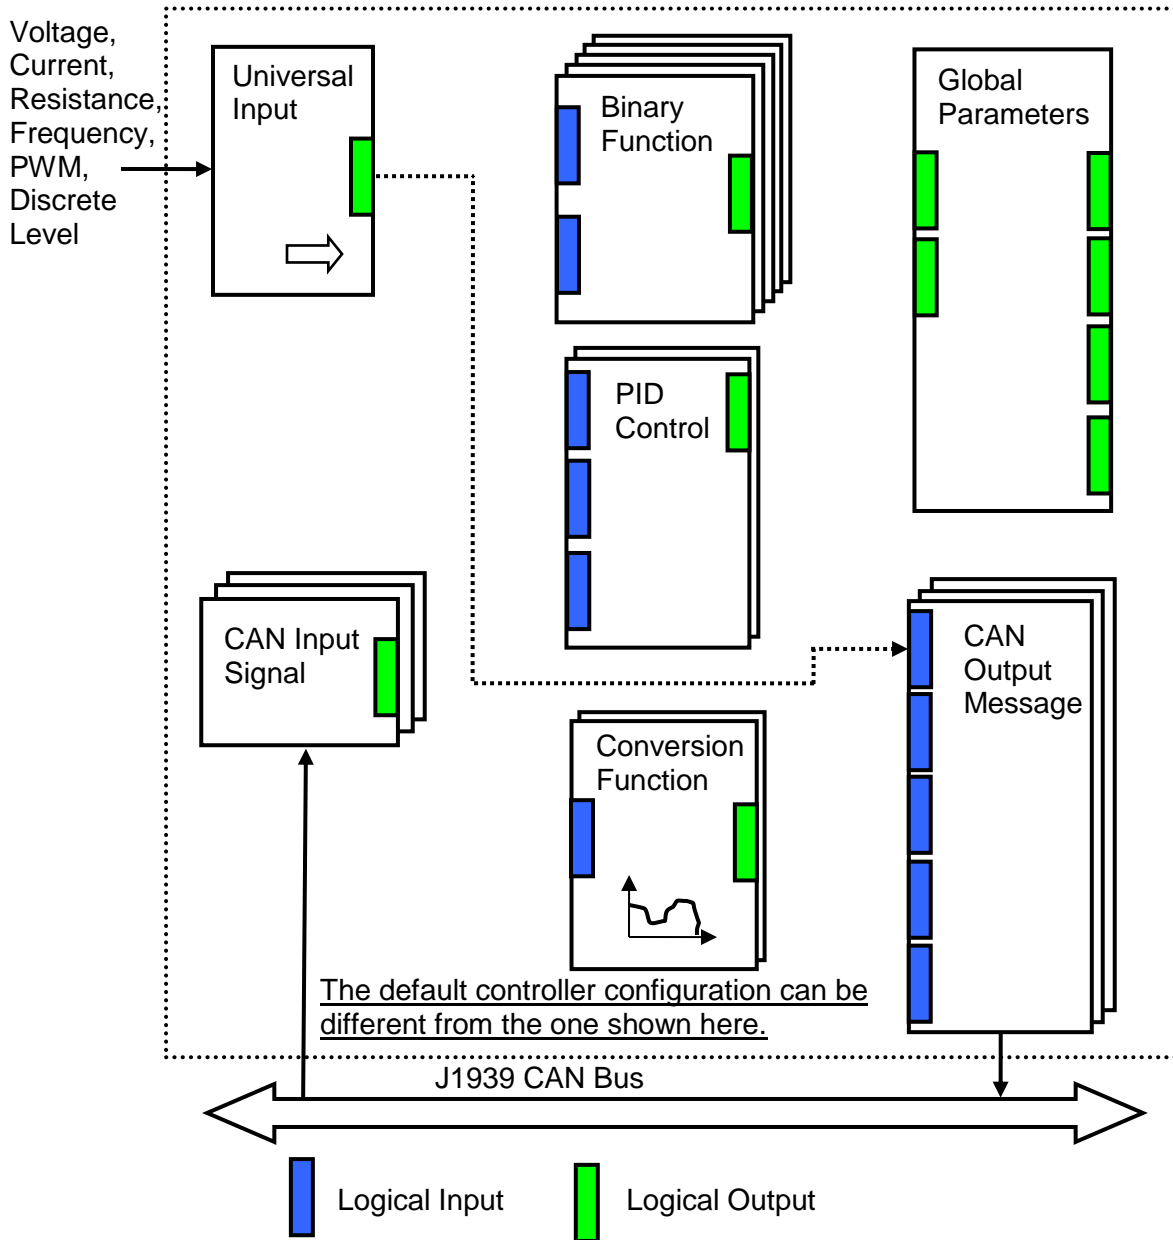 Voltage,
Current,
Resistance,
Frequency,
PWM,
Discrete
Level
Universal
Input
Binary
Function
Global
Parameters
PID
Control
CAN Input
Signal
CAN
Output
Message
Conversion
Function
The default controller configuration can be
different from the one shown here.
J1939 CAN Bus
Logical Input
Logical Output